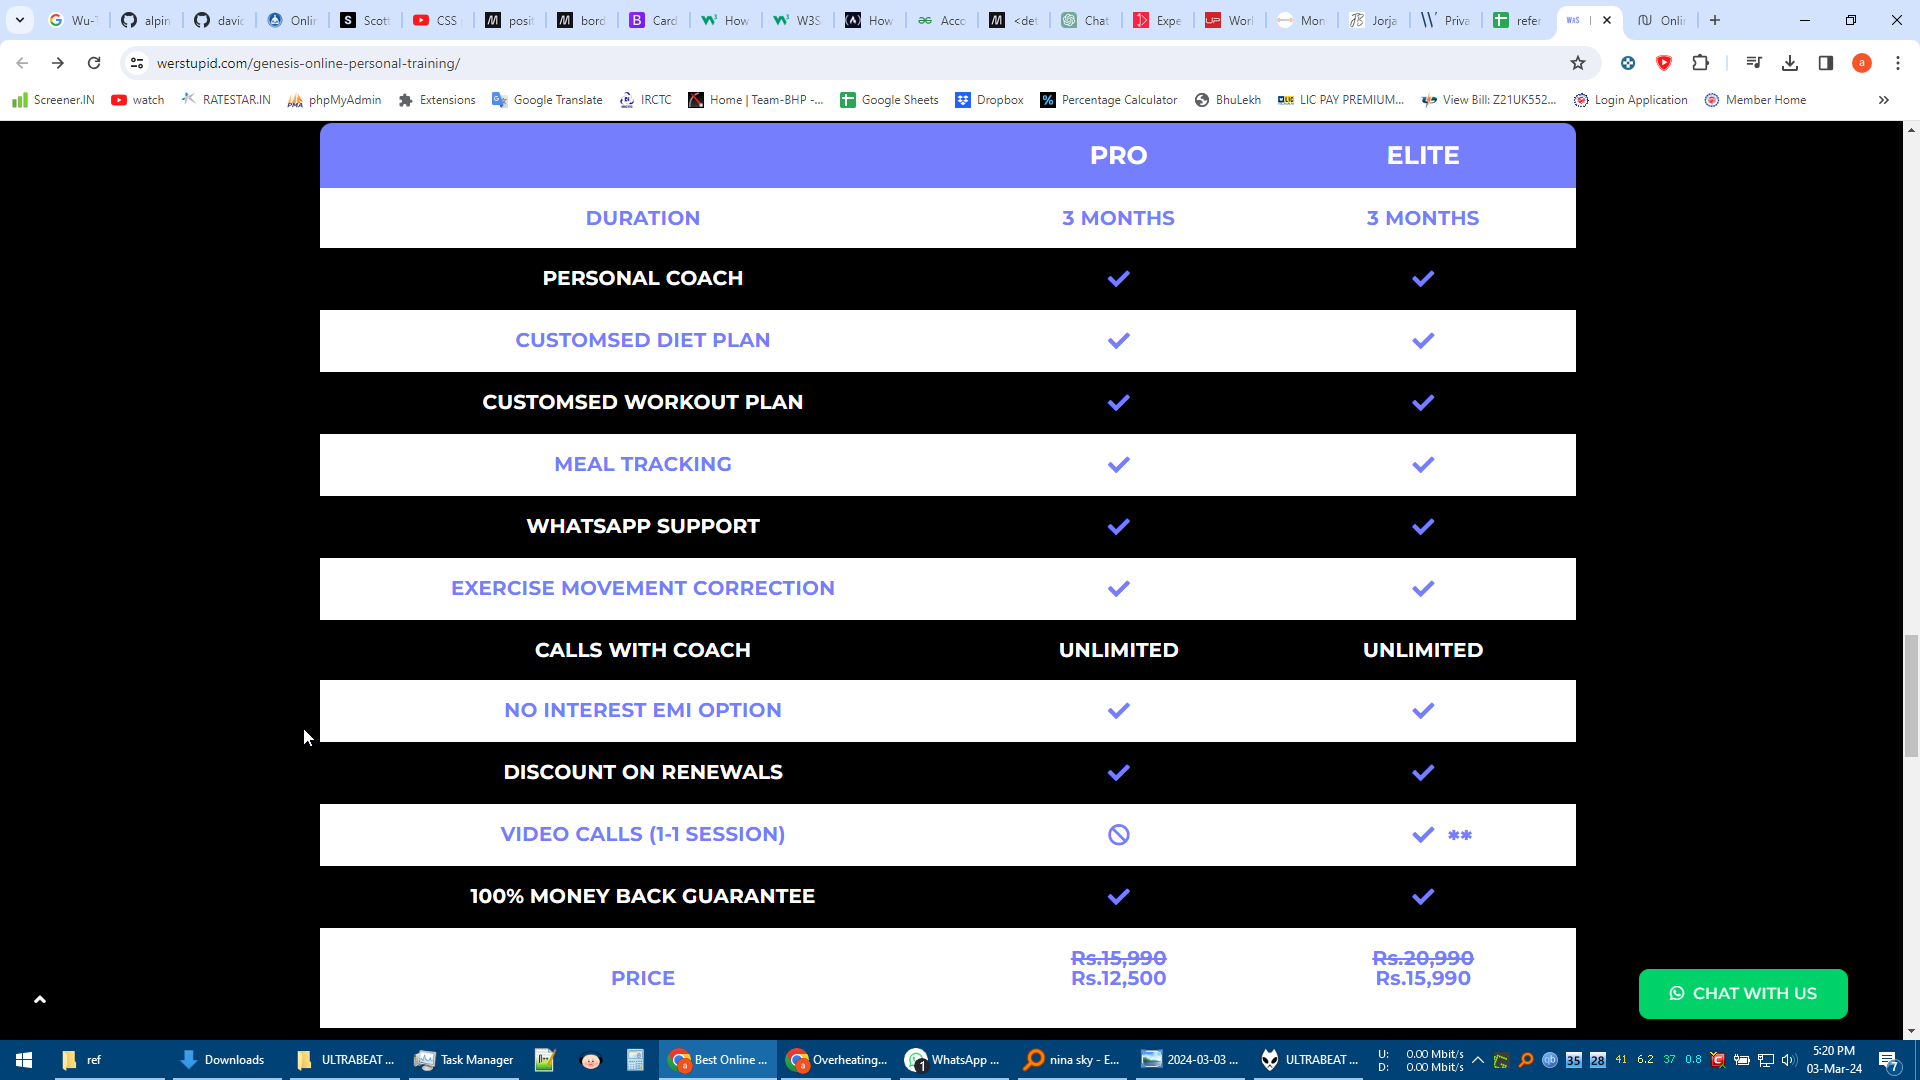 Wu-T
alpin
davic
Onlin
Scott
CSS
posit
bord
Card
How
W3S
How
Acco
<det
Chat
Expe
Worl
Mon
Jorja
Priva
refer
Onlin
werstupid.com/genesis-online-personal-training/
Screener.IN watch RATESTAR.IN phpMyAdmin Extensions Google Translate IRCTC Home | Team-BHP -... Google Sheets Dropbox Percentage Calculator BhuLekh LIC PAY PREMIUM... View Bill: Z21UK552... Login Application Member Home
PRO ELITE
DURATION 3 MONTHS 3 MONTHS
PERSONAL COACH
CUSTOMSED DIET PLAN
CUSTOMSED WORKOUT PLAN
MEAL TRACKING
WHATSAPP SUPPORT
EXERCISE MOVEMENT CORRECTION
CALLS WITH COACH UNLIMITED UNLIMITED
NO INTEREST EMI OPTION
DISCOUNT ON RENEWALS
VIDEO CALLS (1-1 SESSION) **
100% MONEY BACK GUARANTEE
Rs.15,990 Rs.20,990
PRICE Rs.12,500 Rs.15,990
CHAT WITH US
ref Downloads ULTRABEAT ... Task Manager Best Online ... Overheating... WhatsApp ... nina sky - E... 2024-03-03 ... ULTRABEAT ...
U: 0.00 Mbit/s
D: 0.00 Mbit/s
35 28 41 6.2 37 0.8
5:20 PM
03-Mar-24
7